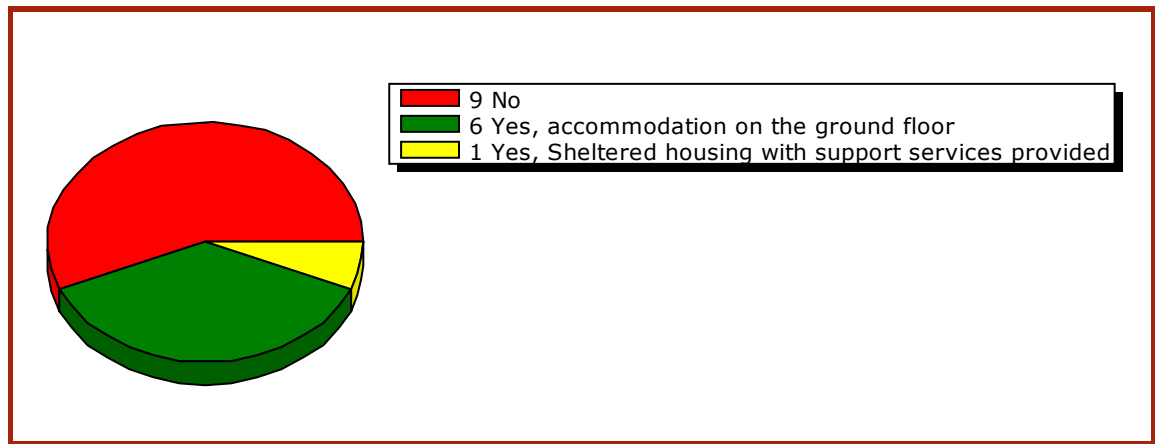 9 No
6 Yes, accommodation on the ground floor
1 Yes, Sheltered housing with support services provided